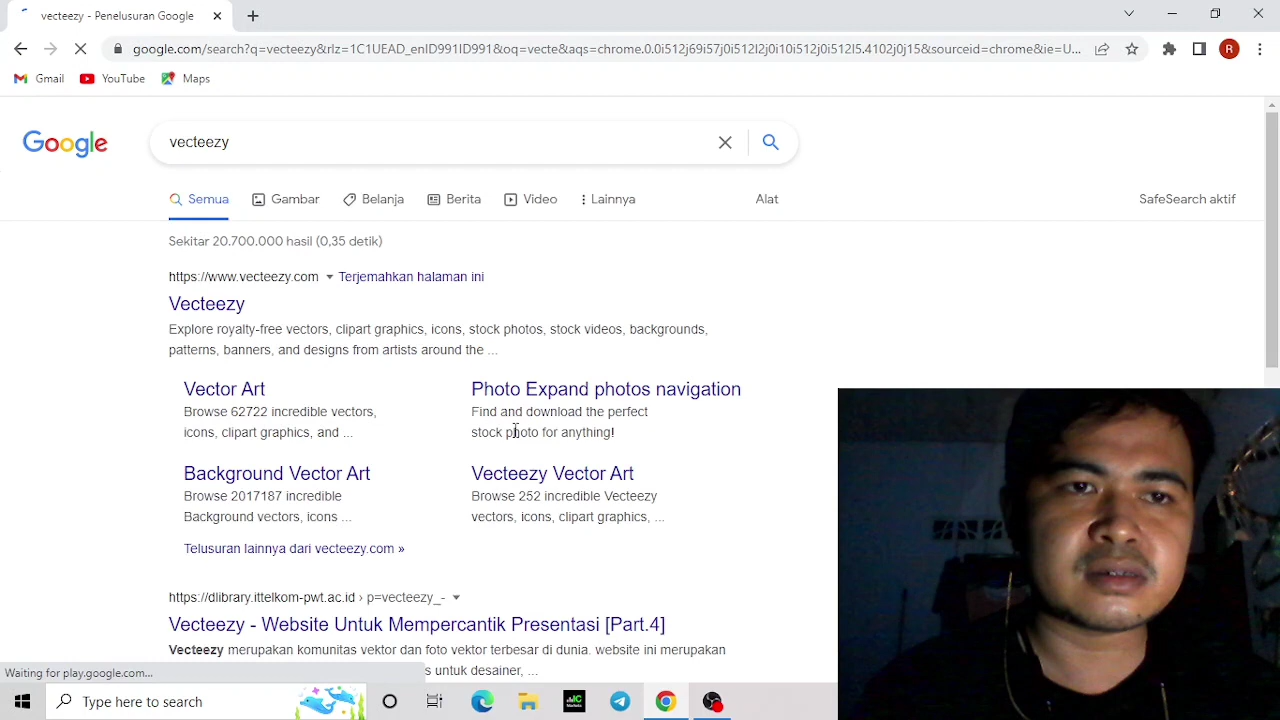 vecteezy - Penelusuran Google
google.com/search?q=vecteezy&rlz=1C1UEAD_enID991ID991&oq=vecte&aqs=chrome.0.0i512j69i57j0i512l2j0i10i512j0i512l5.4102j0j15&sourceid=chrome&ie=U...
R
Gmail YouTube Maps
Google
vecteezy
Semua Gambar Belanja Berita Video Lainnya Alat SafeSearch aktif
Sekitar 20.700.000 hasil (0,35 detik)
https://www.vecteezy.com Terjemahkan halaman ini
Vecteezy
Explore royalty-free vectors, clipart graphics, icons, stock photos, stock videos, backgrounds,
patterns, banners, and designs from artists around the ...
Vector Art
Browse 62722 incredible vectors,
icons, clipart graphics, and ...
Photo Expand photos navigation
Find and download the perfect
stock photo for anything!
Background Vector Art
Browse 2017187 incredible
Background vectors, icons ...
Vecteezy Vector Art
Browse 252 incredible Vecteezy
vectors, icons, clipart graphics, ...
Telusuran lainnya dari vecteezy.com »
https://dlibrary.ittelkom-pwt.ac.id › p=vecteezy_-
Vecteezy - Website Untuk Mempercantik Presentasi [Part.4]
Vecteezy merupakan komunitas vektor dan foto vektor terbesar di dunia. website ini merupakan
s untuk desainer, ...
Waiting for play.google.com...
Type here to search